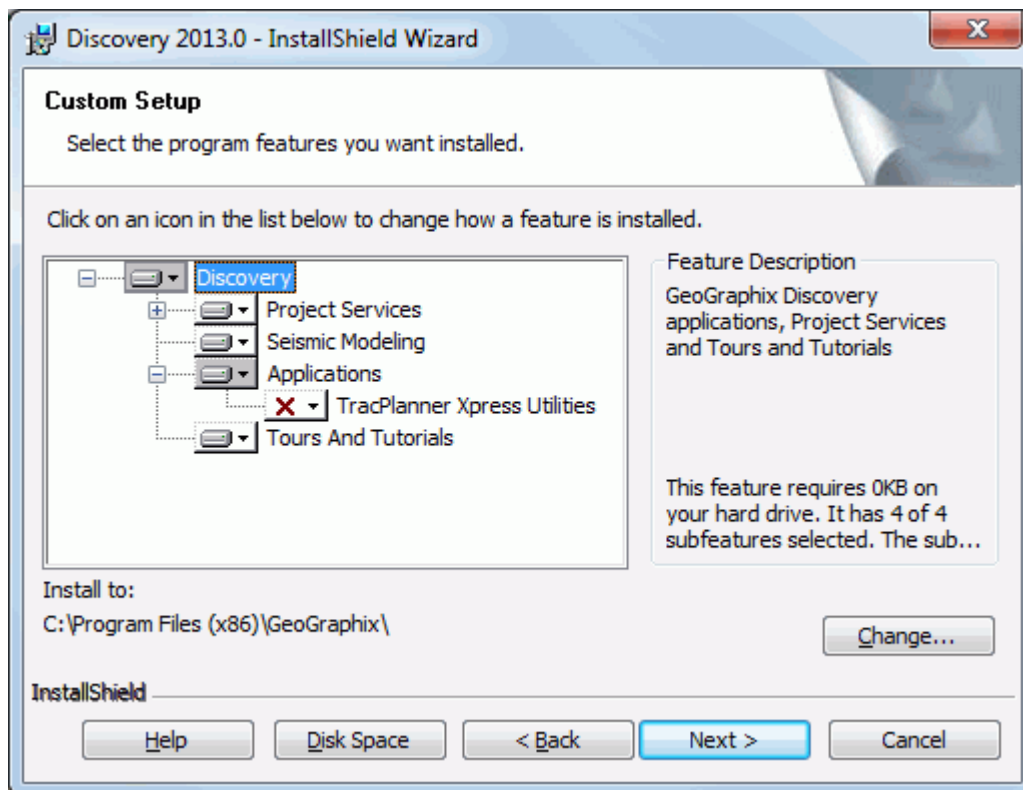 Discovery 2013.0 - InstallShield Wizard
Custom Setup
Select the program features you want installed.
Click on an icon in the list below to change how a feature is installed.
Discovery
Project Services
Seismic Modeling
Applications
TracPlanner Xpress Utilities
Tours And Tutorials
Feature Description
GeoGraphix Discovery
applications, Project Services
and Tours and Tutorials
This feature requires 0KB on
your hard drive. It has 4 of 4
subfeatures selected. The sub...
Install to:
C:\Program Files (x86)\GeoGraphix\
Change...
InstallShield
Help
Disk Space
< Back
Next >
Cancel